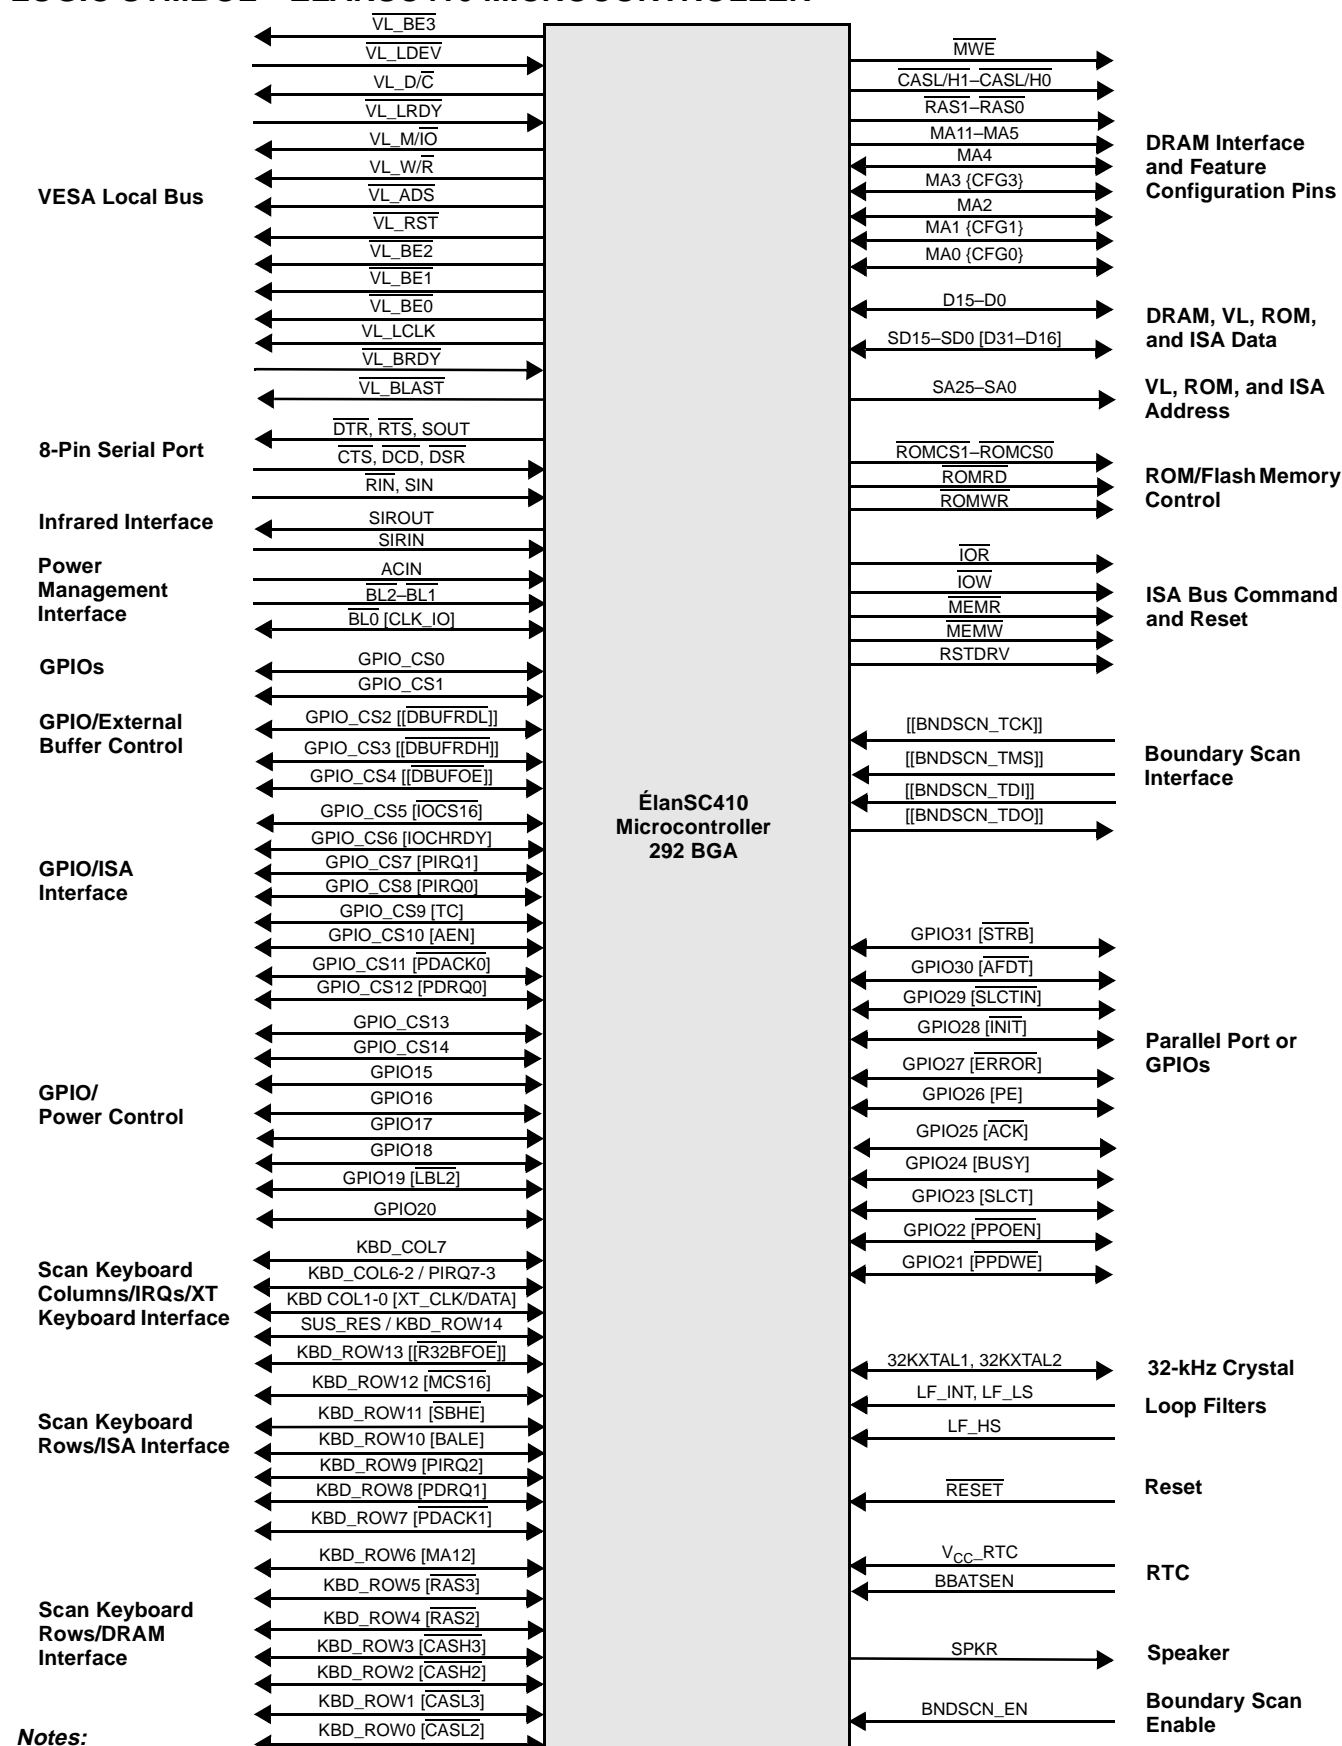 VL_BE3
VL_LDEV
VL_D/C
VL_LRDY
VL_M/IO
VL_W/R
VESA Local Bus
VL_ADS
VL_RST
VL_BE2
VL_BE1
VL_BE0
VL_LCLK
VL_BRDY
VL_BLAST
DTR, RTS, SOUT
8-Pin Serial Port
CTS, DCD, DSR
RIN, SIN
Infrared Interface
SIROUT
SIRIN
Power
Management
Interface
ACIN
BL2–BL1
BL0 [CLK_IO]
GPIOs
GPIO_CS0
GPIO_CS1
GPIO/External
Buffer Control
GPIO_CS2 [[DBUFRDL]]
GPIO_CS3 [[DBUFRDH]]
GPIO_CS4 [[DBUFOE]]
GPIO/ISA
Interface
GPIO_CS5 [IOCS16]
GPIO_CS6 [IOCHRDY]
GPIO_CS7 [PIRQ1]
GPIO_CS8 [PIRQ0]
GPIO_CS9 [TC]
GPIO_CS10 [AEN]
GPIO_CS11 [PDACK0]
GPIO_CS12 [PDRQ0]
GPIO/
Power Control
GPIO_CS13
GPIO_CS14
GPIO15
GPIO16
GPIO17
GPIO18
GPIO19 [LBL2]
GPIO20
Scan Keyboard
Columns/IRQs/XT
Keyboard Interface
KBD_COL7
KBD_COL6-2 / PIRQ7-3
KBD COL1-0 [XT_CLK/DATA]
SUS_RES / KBD_ROW14
KBD_ROW13 [[R32BFOE]]
Scan Keyboard
Rows/ISA Interface
KBD_ROW12 [MCS16]
KBD_ROW11 [SBHE]
KBD_ROW10 [BALE]
KBD_ROW9 [PIRQ2]
KBD_ROW8 [PDRQ1]
KBD_ROW7 [PDACK1]
Scan Keyboard
Rows/DRAM
Interface
KBD_ROW6 [MA12]
KBD_ROW5 [RAS3]
KBD_ROW4 [RAS2]
KBD_ROW3 [CASH3]
KBD_ROW2 [CASH2]
KBD_ROW1 [CASL3]
KBD_ROW0 [CASL2]
Notes:
ÉlanSC410
Microcontroller
292 BGA
MWE
CASL/H1–CASL/H0
RAS1–RAS0
MA11–MA5
MA4
MA3 {CFG3}
MA2
MA1 {CFG1}
MA0 {CFG0}
DRAM Interface
and Feature
Configuration Pins
D15–D0
SD15–SD0 [D31–D16]
DRAM, VL, ROM,
and ISA Data
SA25–SA0
VL, ROM, and ISA
Address
ROMCS1–ROMCS0
ROMRD
ROMWR
ROM/Flash Memory
Control
IOR
IOW
MEMR
MEMW
RSTDRV
ISA Bus Command
and Reset
[[BNDSCN_TCK]]
[[BNDSCN_TMS]]
[[BNDSCN_TDI]]
[[BNDSCN_TDO]]
Boundary Scan
Interface
GPIO31 [STRB]
GPIO30 [AFDT]
GPIO29 [SLCTIN]
GPIO28 [INIT]
GPIO27 [ERROR]
GPIO26 [PE]
GPIO25 [ACK]
GPIO24 [BUSY]
GPIO23 [SLCT]
GPIO22 [PPOEN]
GPIO21 [PPDWE]
Parallel Port or
GPIOs
32KXTAL1, 32KXTAL2
32-kHz Crystal
LF_INT, LF_LS
LF_HS
Loop Filters
RESET
Reset
VCC_RTC
BBATSEN
RTC
SPKR
Speaker
BNDSCN_EN
Boundary Scan
Enable